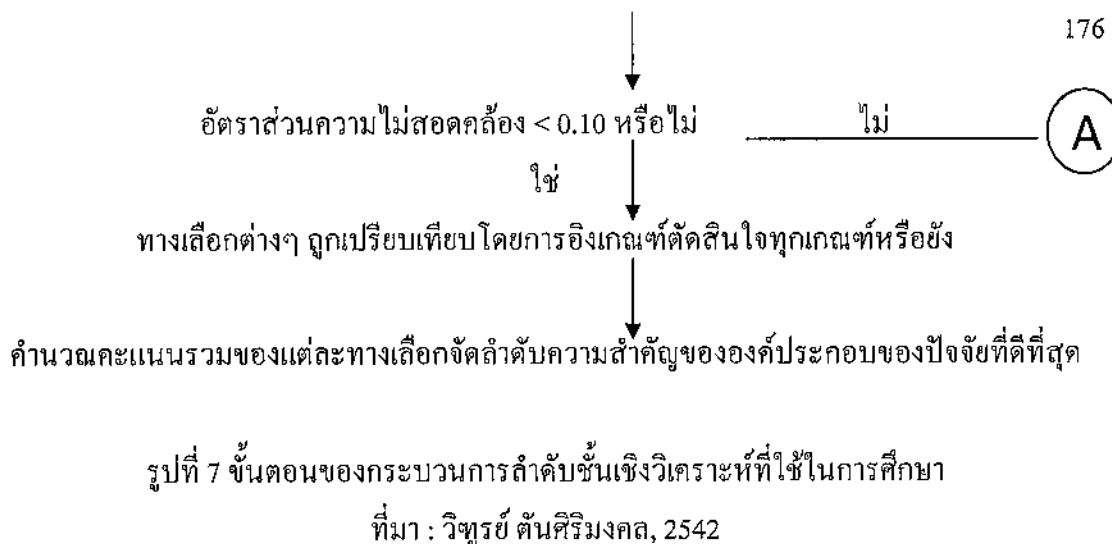 176
อัตราส่วนความไม่สอดคล้อง < 0.10 หรือไม่ ไม่ A
ใช่
ทางเลือกต่างๆ ถูกเปรียบเทียบโดยการอิงเกณฑ์ตัดสินใจทุกเกณฑ์หรือยัง
คำนวณคะแนนรวมของแต่ละทางเลือกจัดลำดับความสำคัญขององค์ประกอบของปัจจัยที่ดีที่สุด
รูปที่ 7 ขั้นตอนของกระบวนการลำดับชั้นเชิงวิเคราะห์ที่ใช้ในการศึกษา
ที่มา : วิฑูรย์ ตันศิริมงคล, 2542